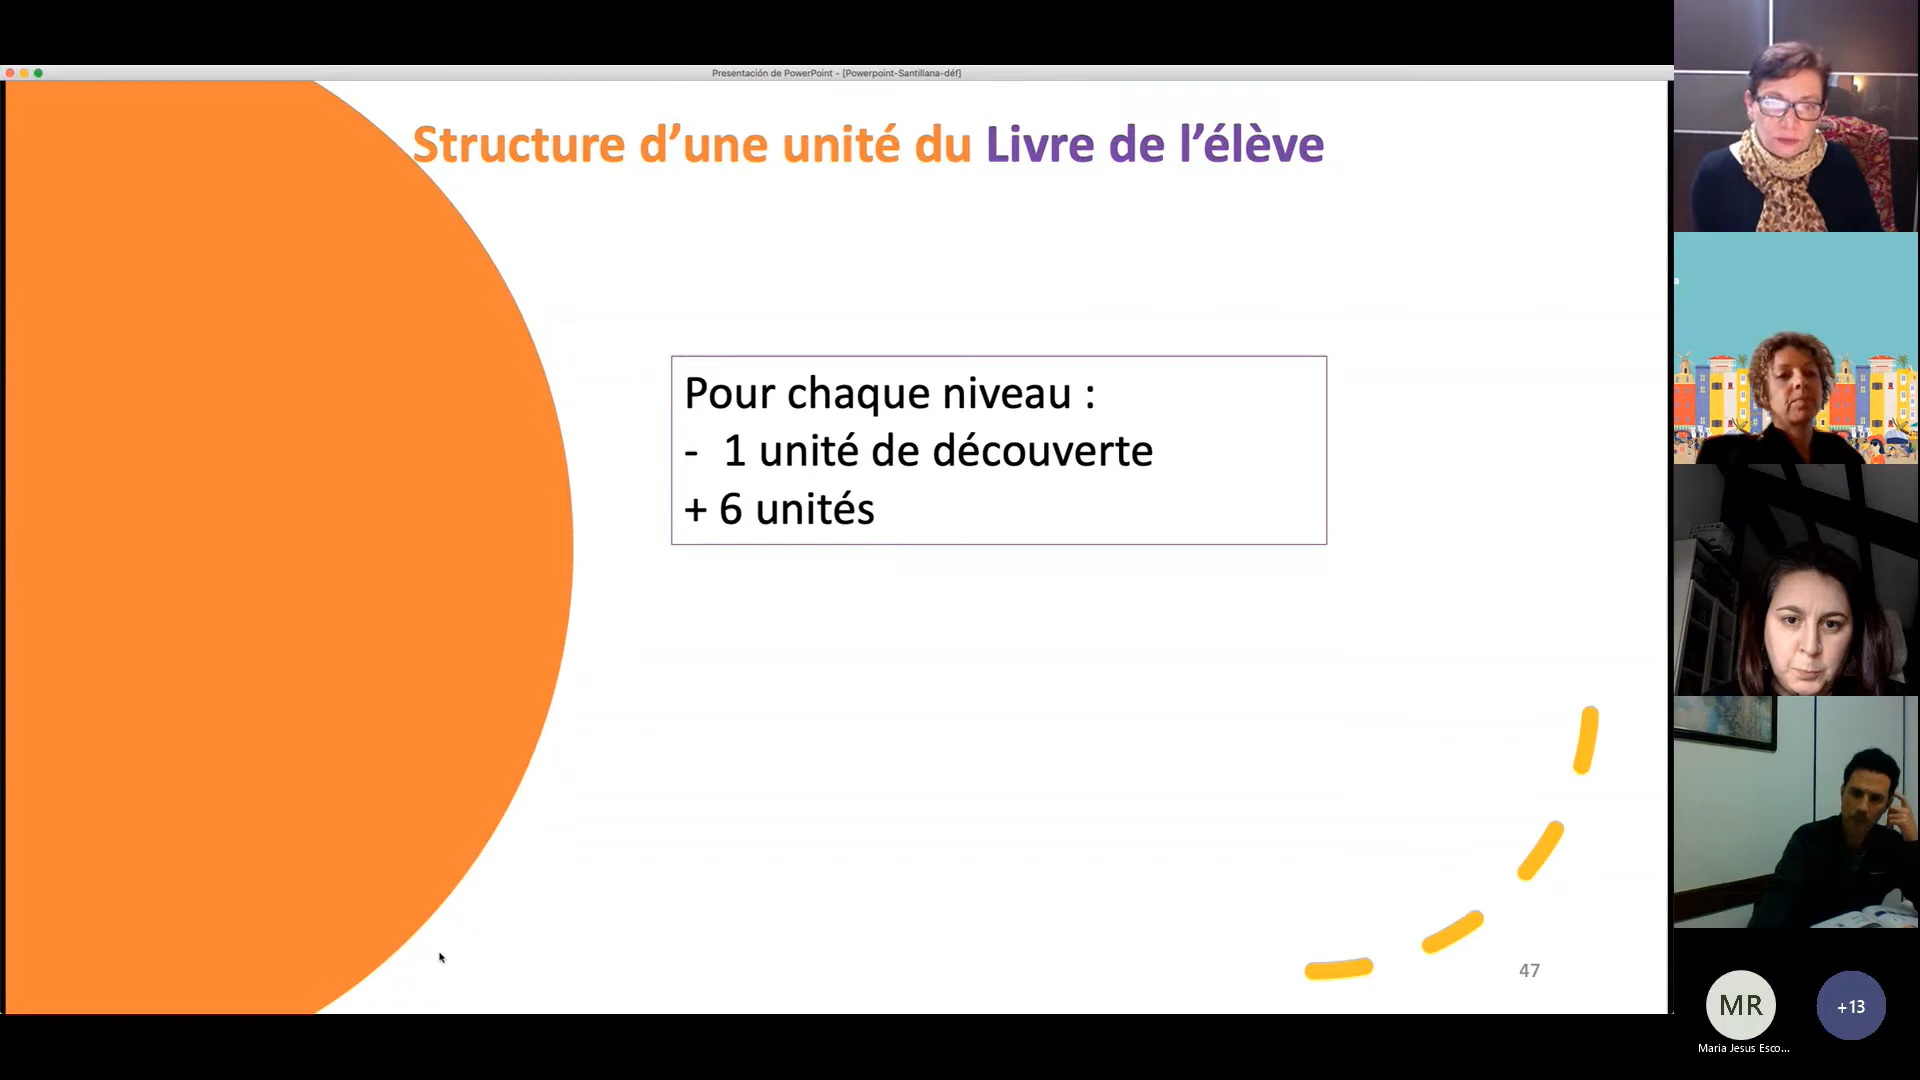 Presentación de PowerPoint - [Powerpoint-Santillana-déf]
Structure d’une unité du Livre de l’élève
Pour chaque niveau :
- 1 unité de découverte
+ 6 unités
47
MR
+13
Maria Jesus Esco...